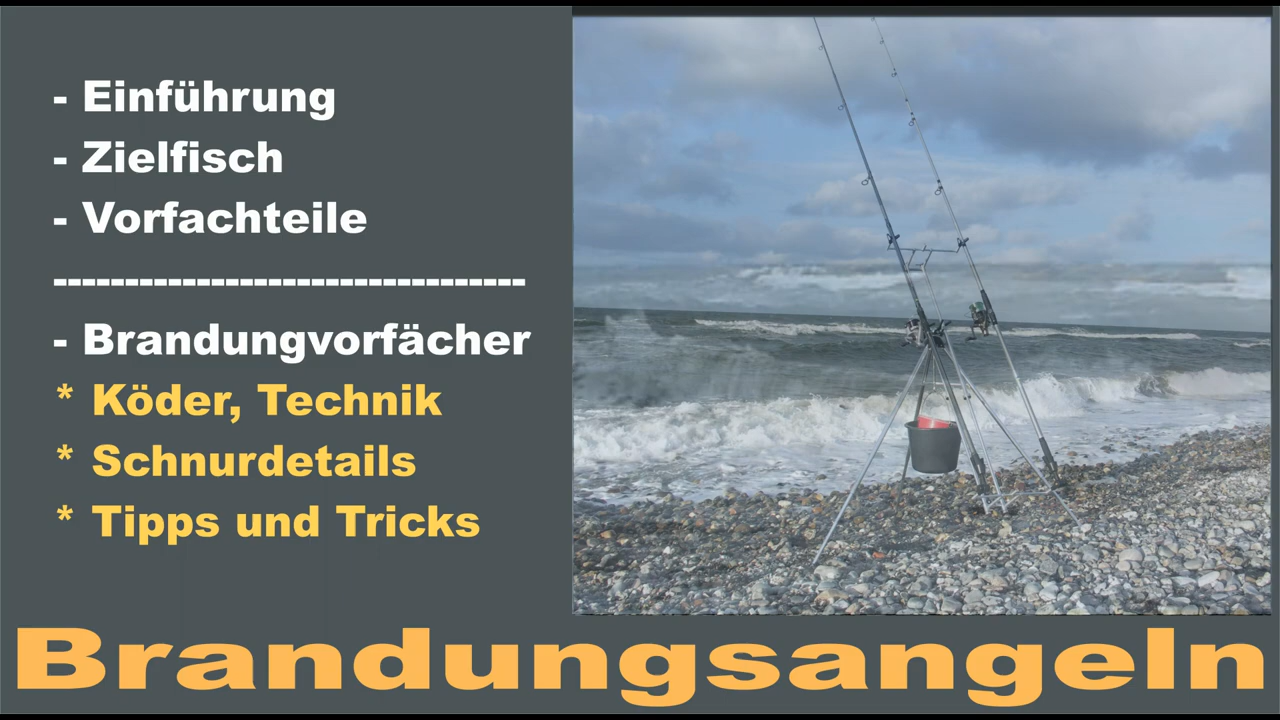 - Einführung
- Zielfisch
- Vorfachteile
---------------------------------
- Brandungvorfächer
* Köder, Technik
* Schnurdetails
* Tipps und Tricks
Brandungsangeln